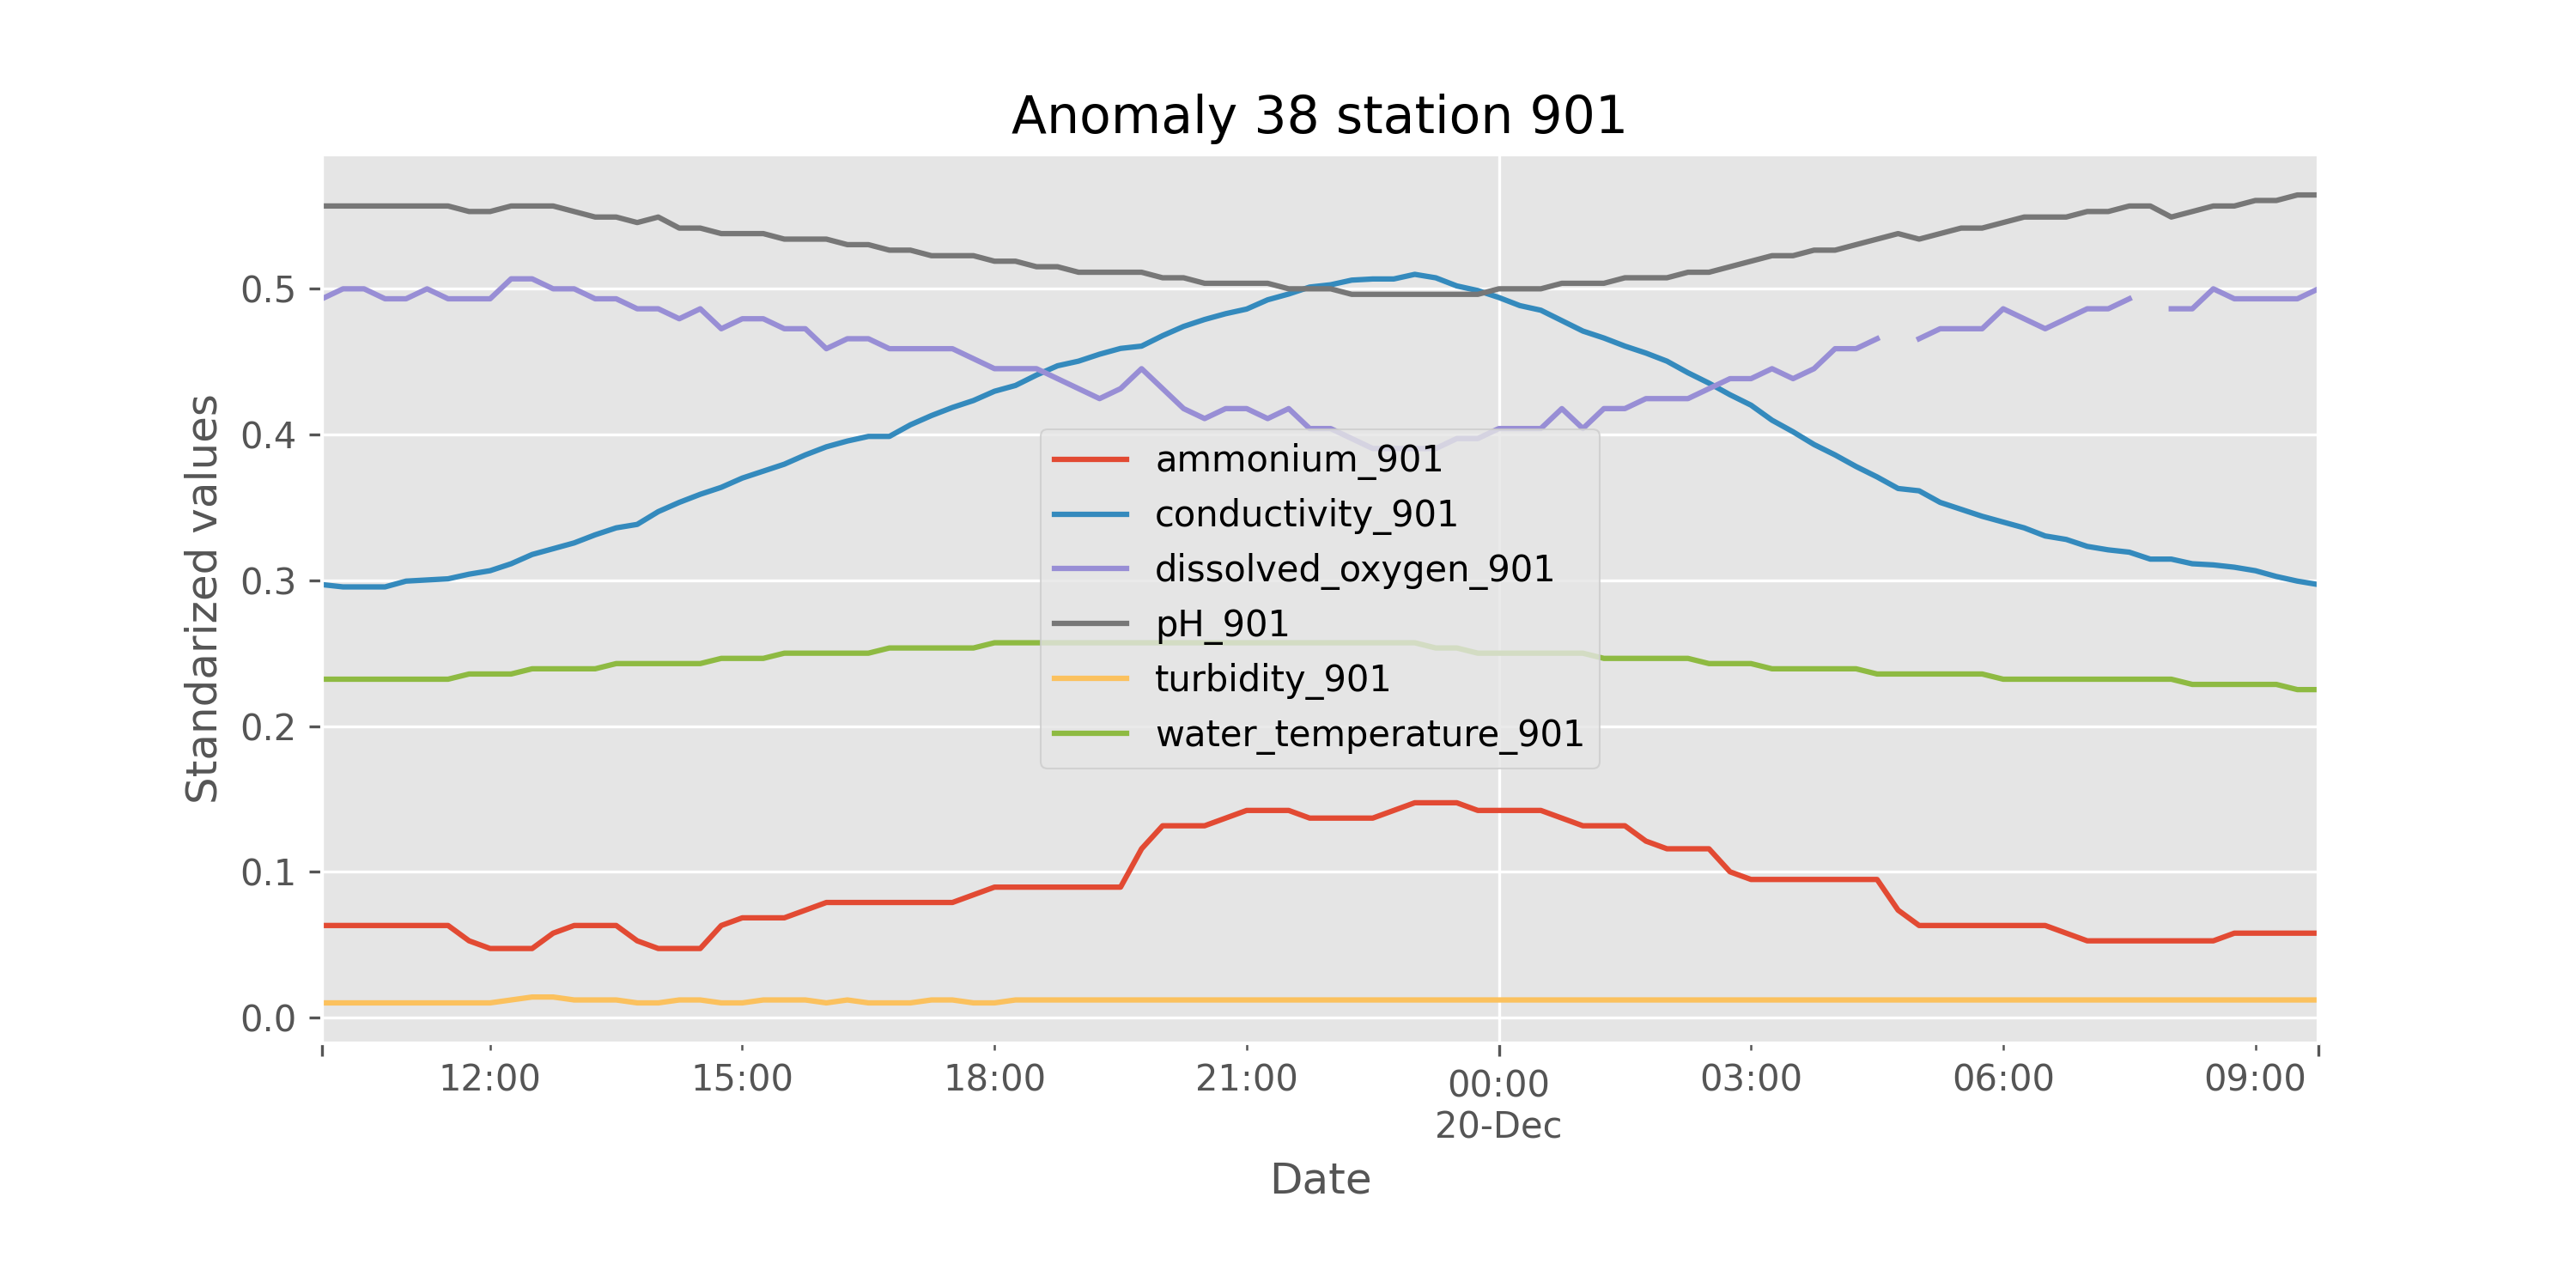 Anomaly 38 station 901
Standarized values
0.5
0.4
0.3
0.2
0.1
0.0
ammonium_901
conductivity_901
dissolved_oxygen_901
pH_901
turbidity_901
water_temperature_901
12:00
15:00
18:00
21:00
00:00
20-Dec
03:00
06:00
09:00
Date